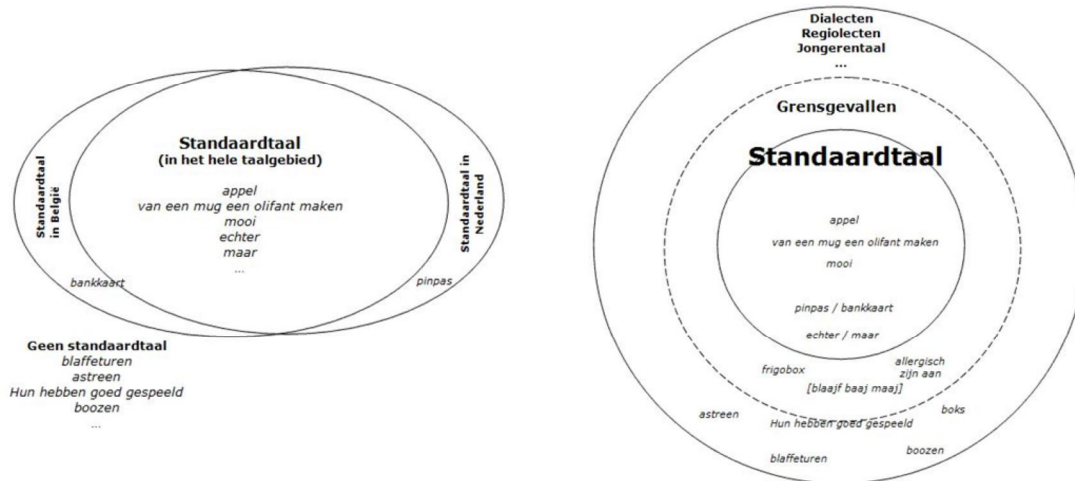 Standaardtaal
(in het hele taalgebied)
Standaardtaal
in België
Standaardtaal in
Nederland
appel
van een mug een olifant maken
mooi
echter
maar
...
bankkaart
pinpas
Geen standaardtaal
blaffeturen
astreen
Hun hebben goed gespeeld
boozen
...
Dialecten
Regiolecten
Jongerentaal
...
Grensgevallen
Standaardtaal
appel
van een mug een olifant maken
mooi
pinpas / bankkaart
echter / maar
frigobox
allergisch
zijn aan
[blaajf baaj maaj]
astreen
boks
Hun hebben goed gespeeld
blaffeturen
boozen